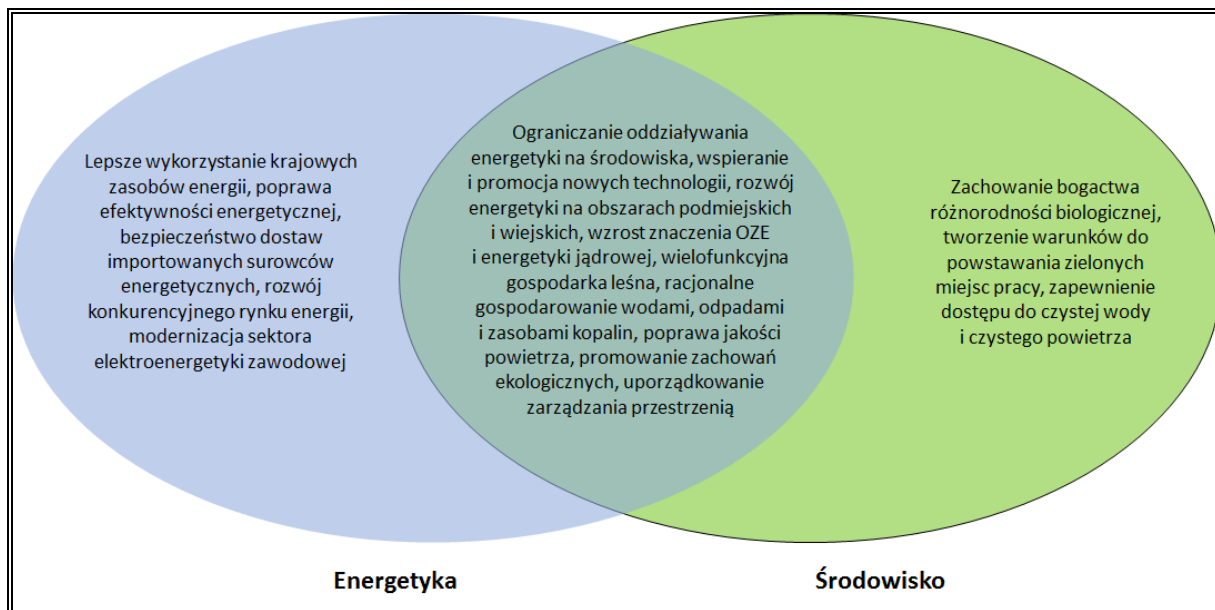 Lepsze wykorzystanie krajowych
zasobów energii, poprawa
efektywności energetycznej,
bezpieczeństwo dostaw
importowanych surowców
energetycznych, rozwój
konkurencyjnego rynku energii,
modernizacja sektora
elektroenergetyki zawodowej
Ograniczanie oddziaływania
energetyki na środowiska, wspieranie
i promocja nowych technologii, rozwój
energetyki na obszarach podmiejskich
i wiejskich, wzrost znaczenia OZE
i energetyki jądrowej, wielofunkcyjna
gospodarka leśna, racjonalne
gospodarowanie wodami, odpadami
i zasobami kopalin, poprawa jakości
powietrza, promowanie zachowań
ekologicznych, uporządkowanie
zarządzania przestrzenią
Zachowanie bogactwa
różnorodności biologicznej,
tworzenie warunków do
powstawania zielonych
miejsc pracy, zapewnienie
dostępu do czystej wody
i czystego powietrza
Energetyka
Środowisko